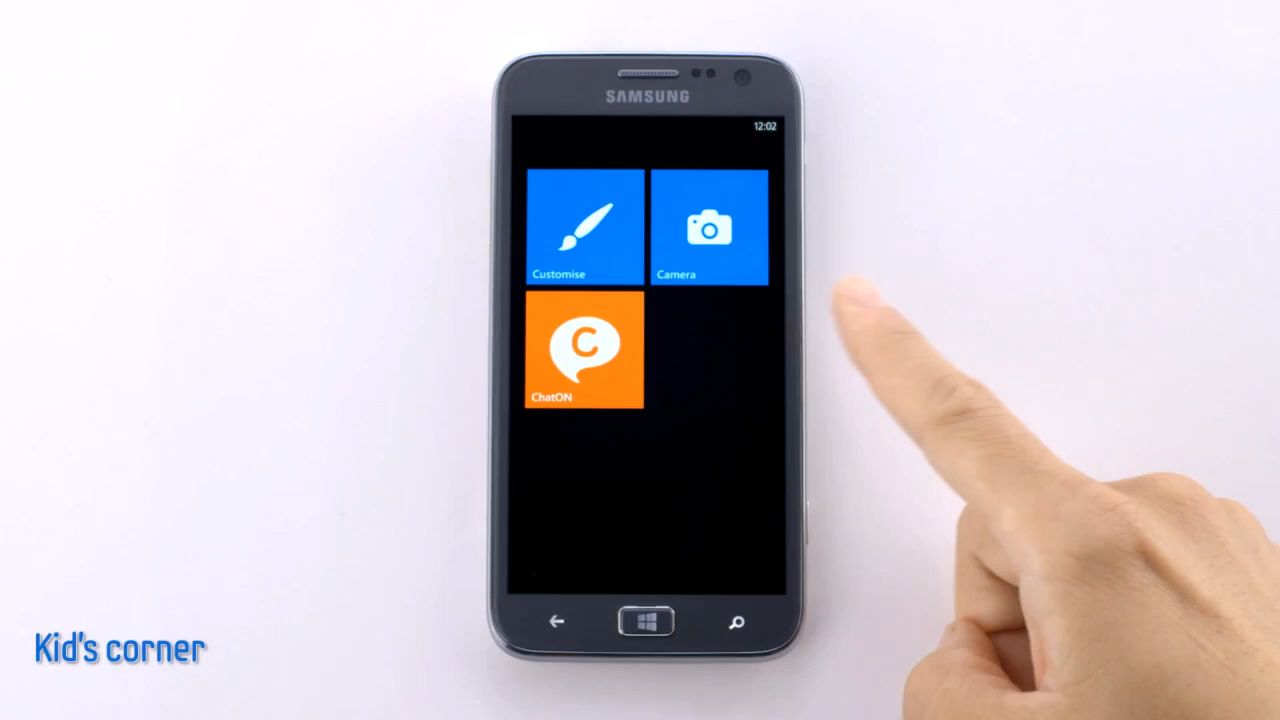 SAMSUNG
12:02
Customise
Camera
C
ChatON
Kid's corner